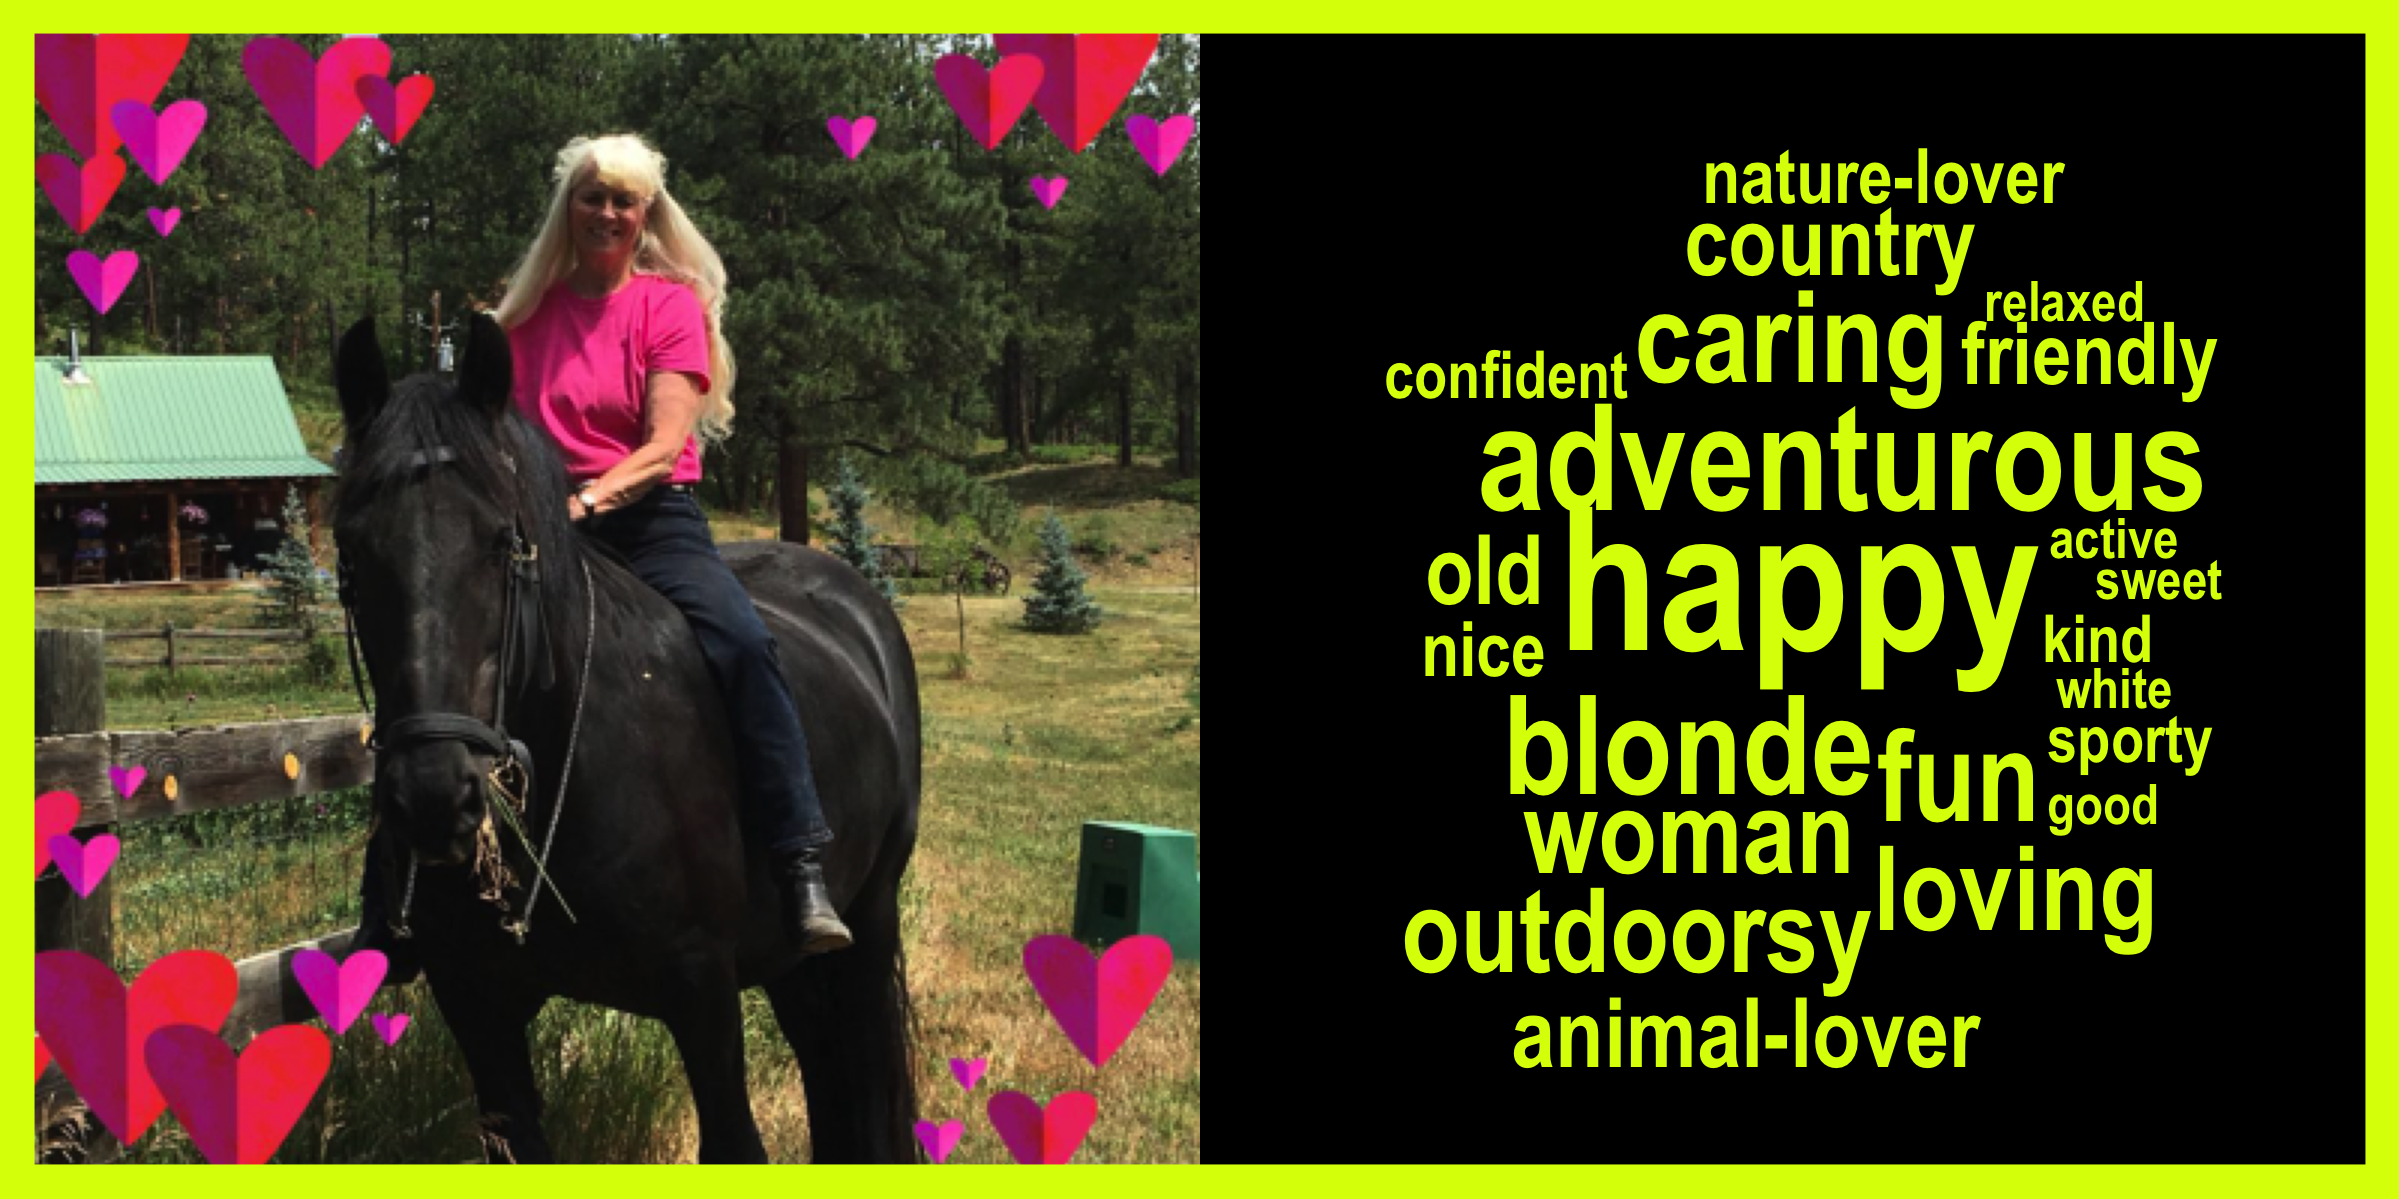 nature-lover
country
relaxed
confident caring friendly
adventurous
old happy active
sweet
nice kind
white
blonde fun sporty
good
woman
loving
outdoorsy
animal-lover